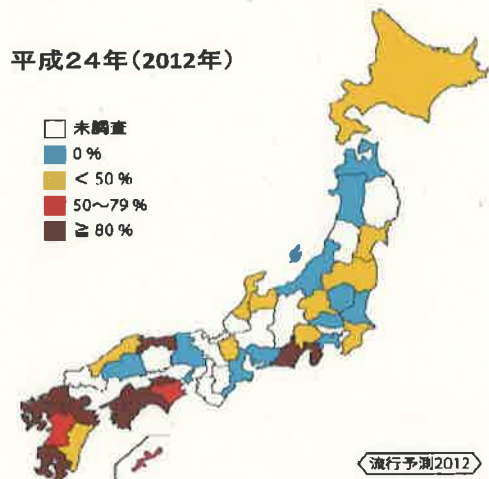 平成24年(2012年)
未調査
0 %
< 50 %
50～79 %
≧ 80 %
流行予測2012